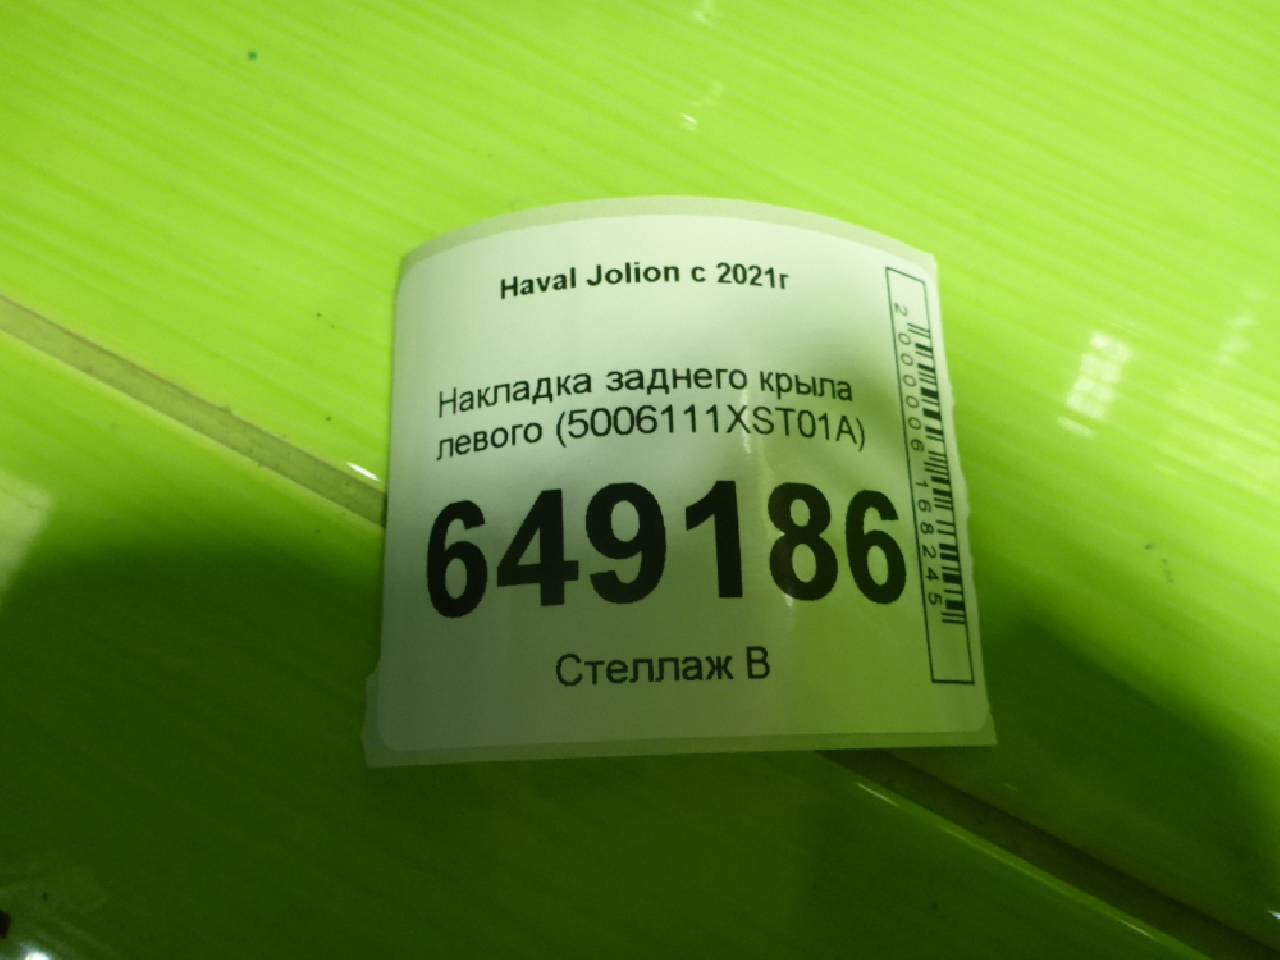 Haval Jolion с 2021г
Накладка заднего крыла
левого (5006111XST01A)
649186
Стеллаж В
2000006168245